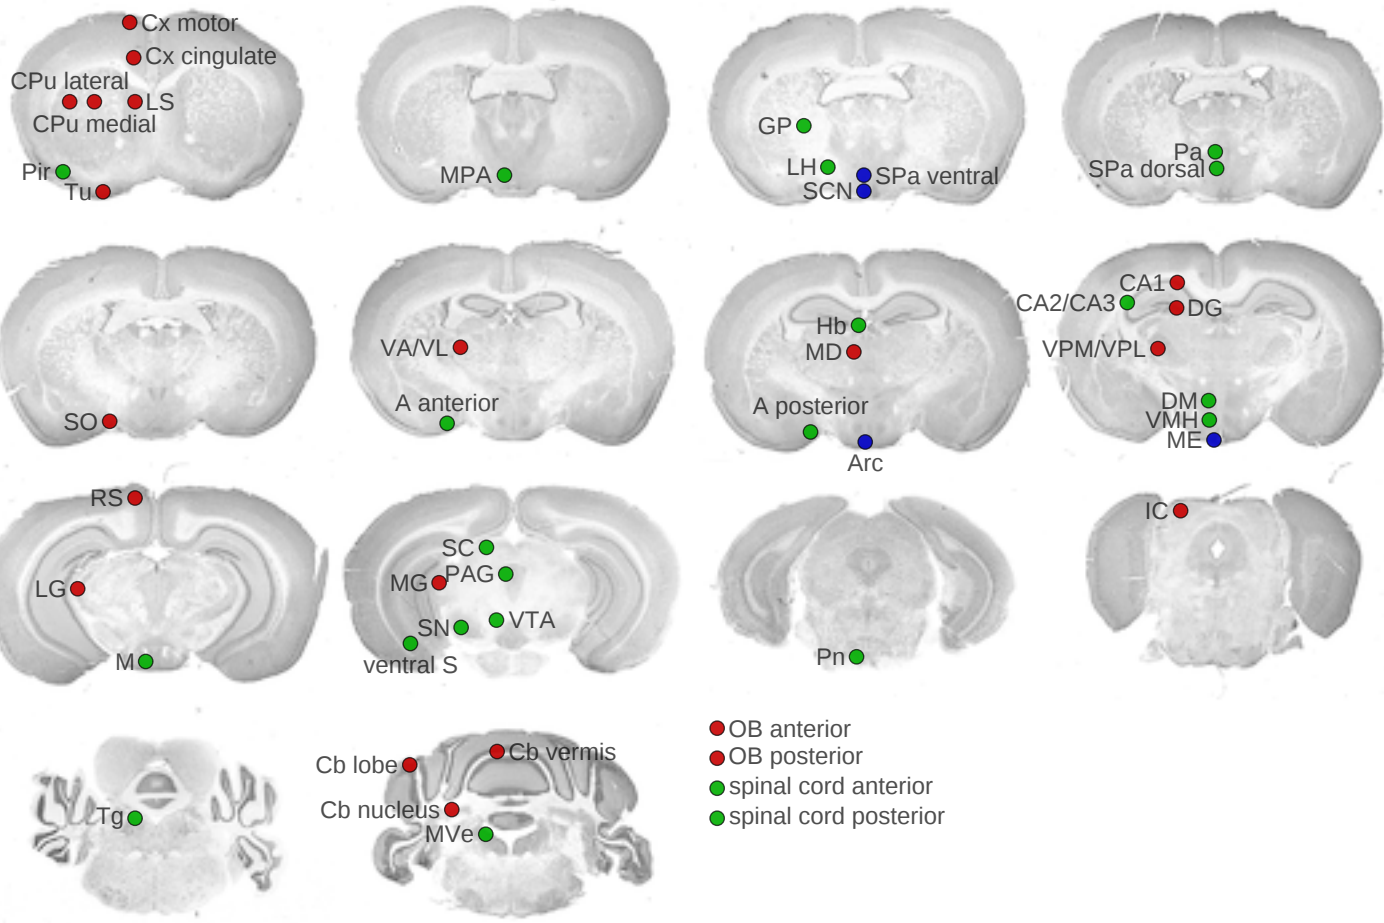 Cx motor
Cx cingulate
CPu lateral
LS
CPu medial
Pir
Tu
MPA
GP
LH
SPa ventral
SCN
Pa
SPa dorsal
SO
VA/VL
A anterior
Hb
MD
A posterior
Arc
CA1
CA2/CA3
DG
VPM/VPL
DM
VMH
ME
RS
LG
M
SC
MG
PAG
SN
VTA
ventral S
Pn
IC
Tg
Cb lobe
Cb vermis
Cb nucleus
MVe
OB anterior
OB posterior
spinal cord anterior
spinal cord posterior